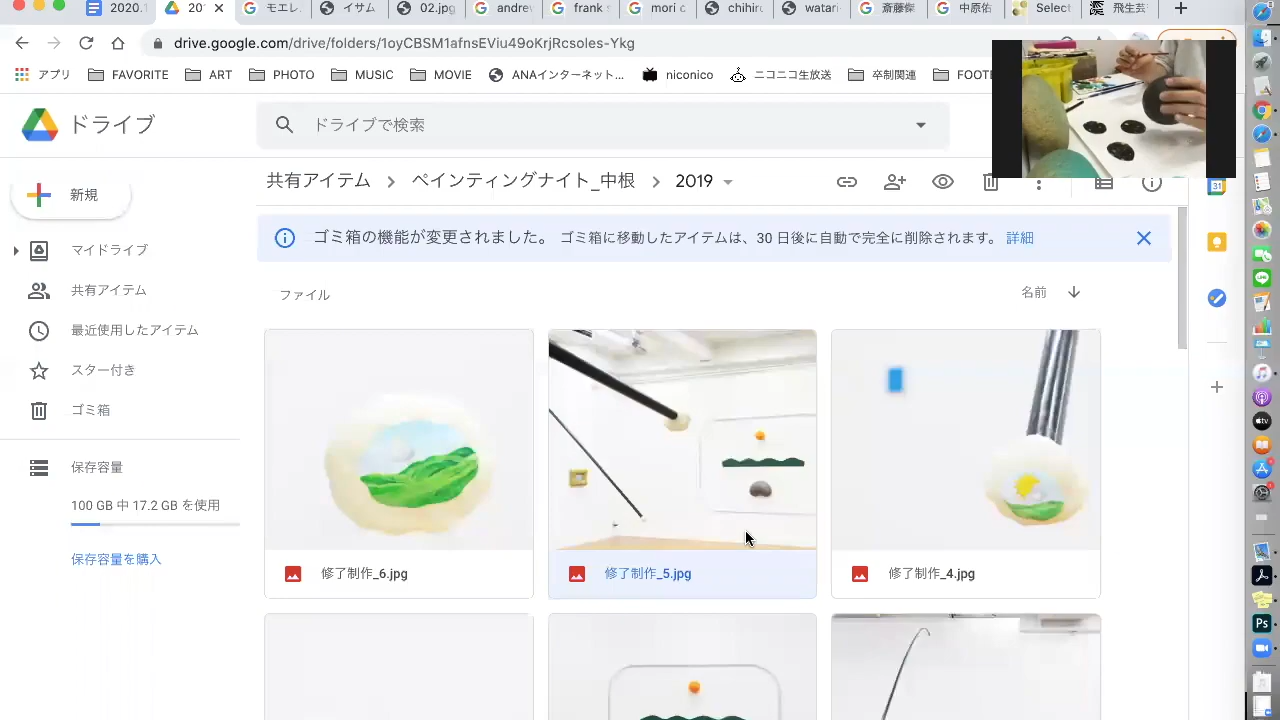 2020.1
20
モエレ.
イサム
02.jpg
andre
frank s
mori c
chihiro
watari
斎藤傑
中原佑
Select
飛生芸
アプリ
FAVORITE
ART
PHOTO
MUSIC
MOVIE
ANAインターネット...
niconico
ニコニコ生放送
卒制関連
FOOTE
ドライブ
ドライブで検索
新規
共有アイテム
ペインティングナイト_中根
2019
マイドライブ
共有アイテム
最近使用したアイテム
スター付き
ゴミ箱
保存容量
100 GB 中 17.2 GB を使用
保存容量を購入
ゴミ箱の機能が変更されました。 ゴミ箱に移動したアイテムは、30 日後に自動で完全に削除されます。 詳細
ファイル
名前
修了制作_6.jpg
修了制作_5.jpg
修了制作_4.jpg
31
Ps
tv